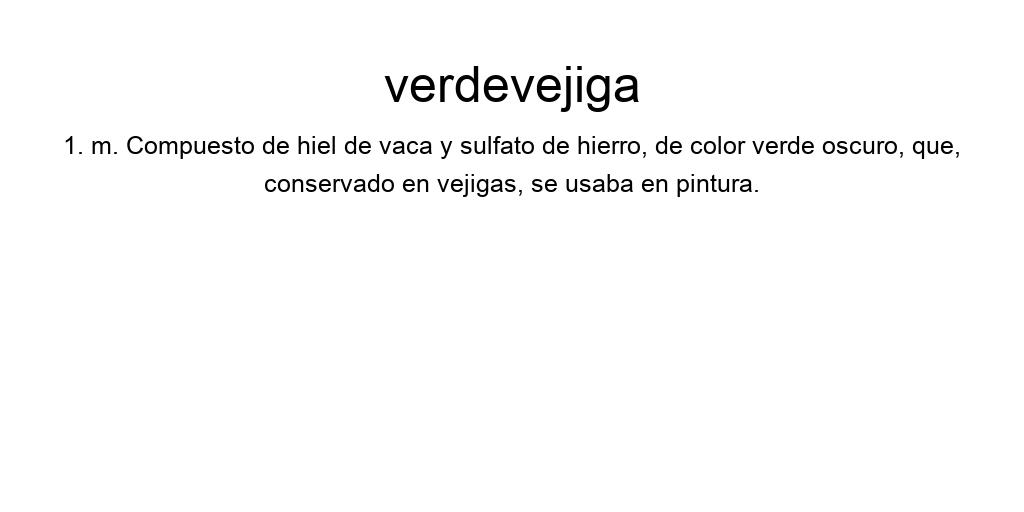 verdevejiga
1. m. Compuesto de hiel de vaca y sulfato de hierro, de color verde oscuro, que,
conservado en vejigas, se usaba en pintura.